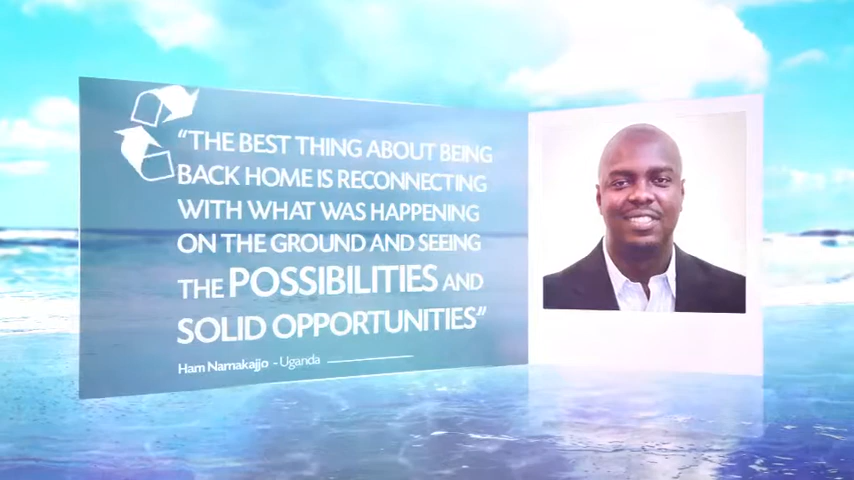 “THE BEST THING ABOUT BEING
BACK HOME IS RECONNECTING
WITH WHAT WAS HAPPENING
ON THE GROUND AND SEEING
THE POSSIBILITIES AND
SOLID OPPORTUNITIES”
Ham Namakajjo - Uganda